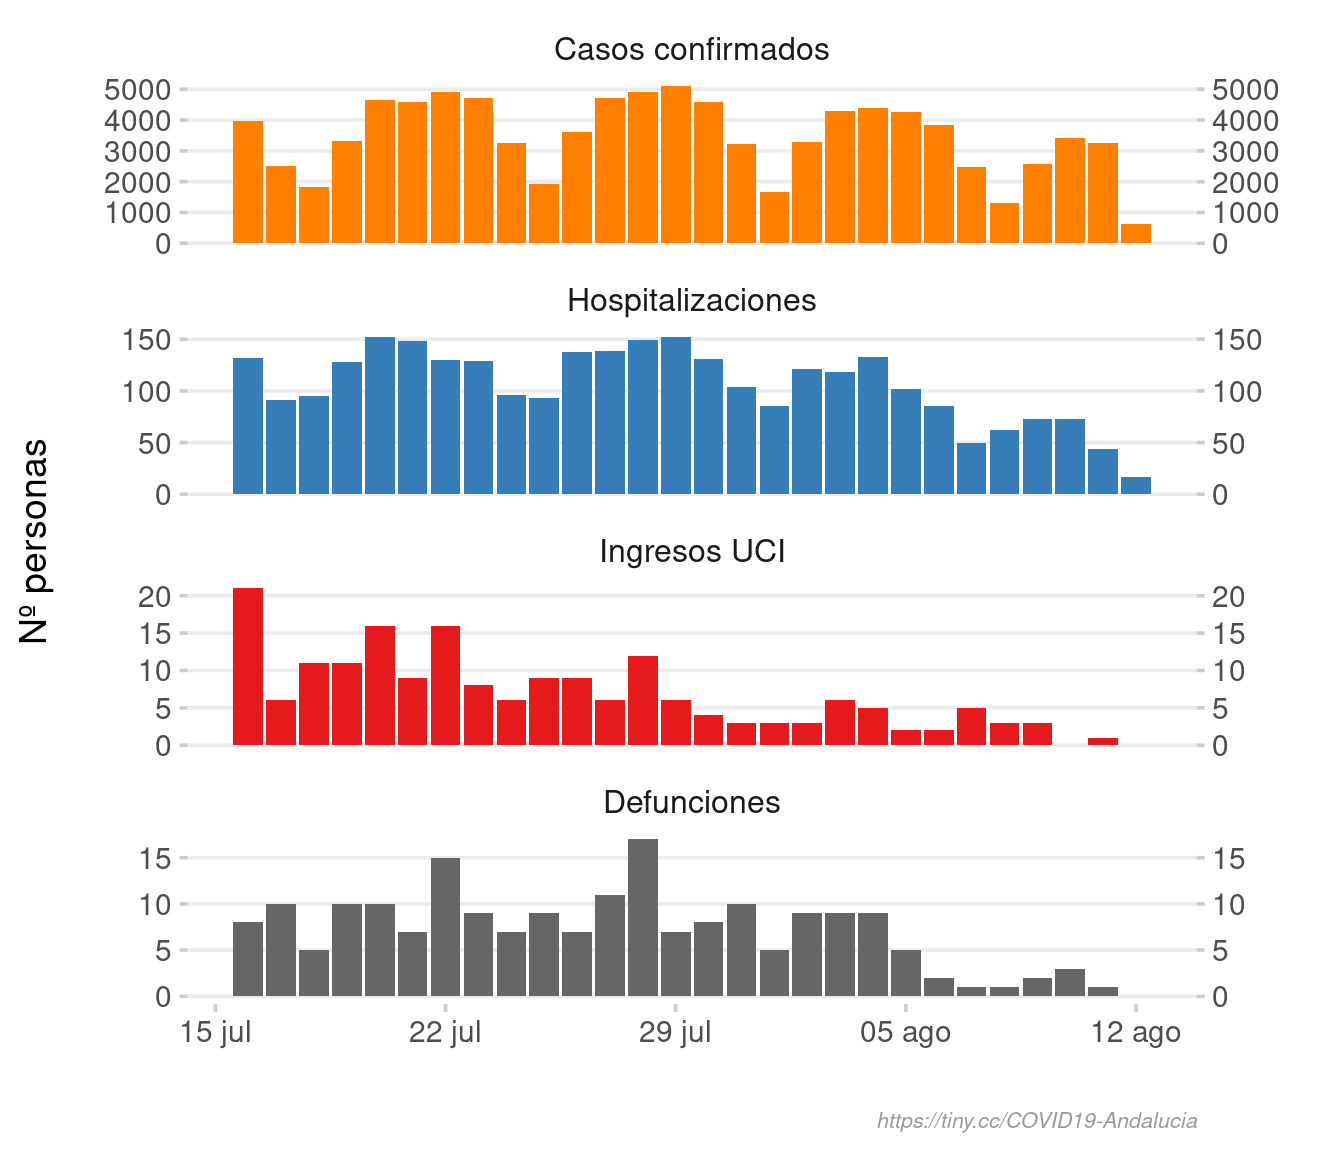 Casos confirmados
5000 5000
4000 4000
3000 3000
2000 2000
1000 1000
0 0
Hospitalizaciones
150 150
100 100
50 50
0 0
Nº personas
Ingresos UCI
20 20
15 15
10 10
5 5
0 0
Defunciones
15 15
10 10
5 5
0 0
15 jul 22 jul 29 jul 05 ago 12 ago
https://tiny.cc/COVID19-Andalucia